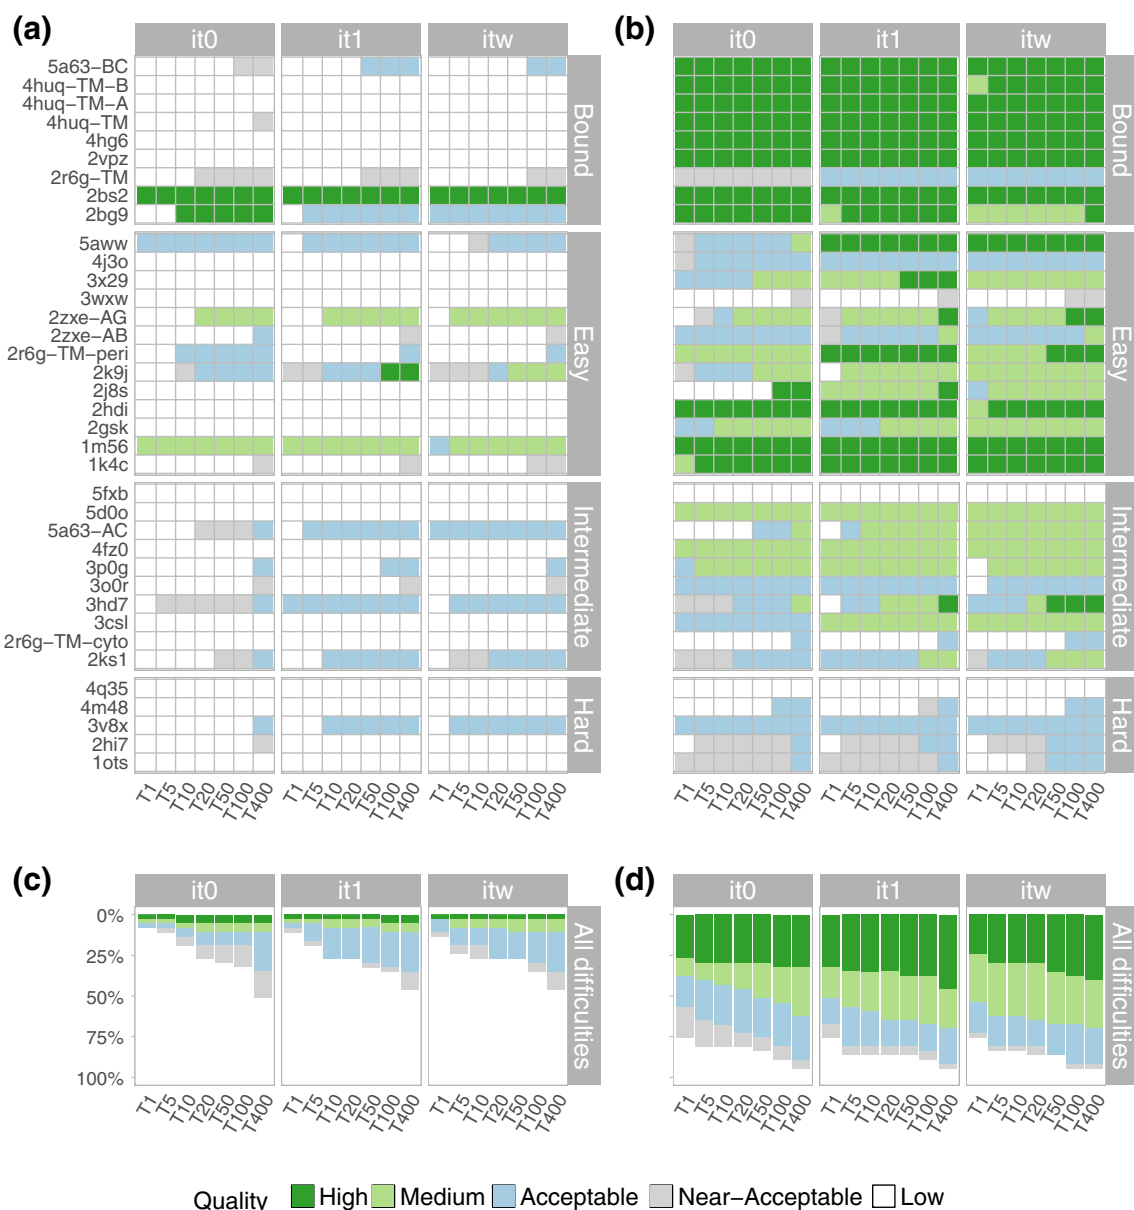 (a)
it0 it1 itw
(b)
it0 it1 itw
5a63−BC
4huq−TM−B
4huq−TM−A
4huq−TM
4hg6
2vpz
2r6g−TM
2bs2
2bg9
Bound
Bound
5aww
4j3o
3x29
3wxw
2zxe−AG
2zxe−AB
2r6g−TM−peri
2k9j
2j8s
2hdi
2gsk
1m56
1k4c
Easy
Easy
5fxb
5d0o
5a63−AC
4fz0
3p0g
3o0r
3hd7
3csl
2r6g−TM−cyto
2ks1
Intermediate
Intermediate
4q35
4m48
3v8x
2hi7
1ots
Hard
Hard
T1 T5 T10 T20 T50 T100 T400
T1 T5 T10 T20 T50 T100 T400
T1 T5 T10 T20 T50 T100 T400
T1 T5 T10 T20 T50 T100 T400
T1 T5 T10 T20 T50 T100 T400
T1 T5 T10 T20 T50 T100 T400
(c)
it0 it1 itw
0%
25%
50%
75%
100%
All difficulties
T1 T5 T10 T20 T50 T100 T400
T1 T5 T10 T20 T50 T100 T400
T1 T5 T10 T20 T50 T100 T400
(d)
it0 it1 itw
All difficulties
T1 T5 T10 T20 T50 T100 T400
T1 T5 T10 T20 T50 T100 T400
T1 T5 T10 T20 T50 T100 T400
Quality High Medium Acceptable Near−Acceptable Low